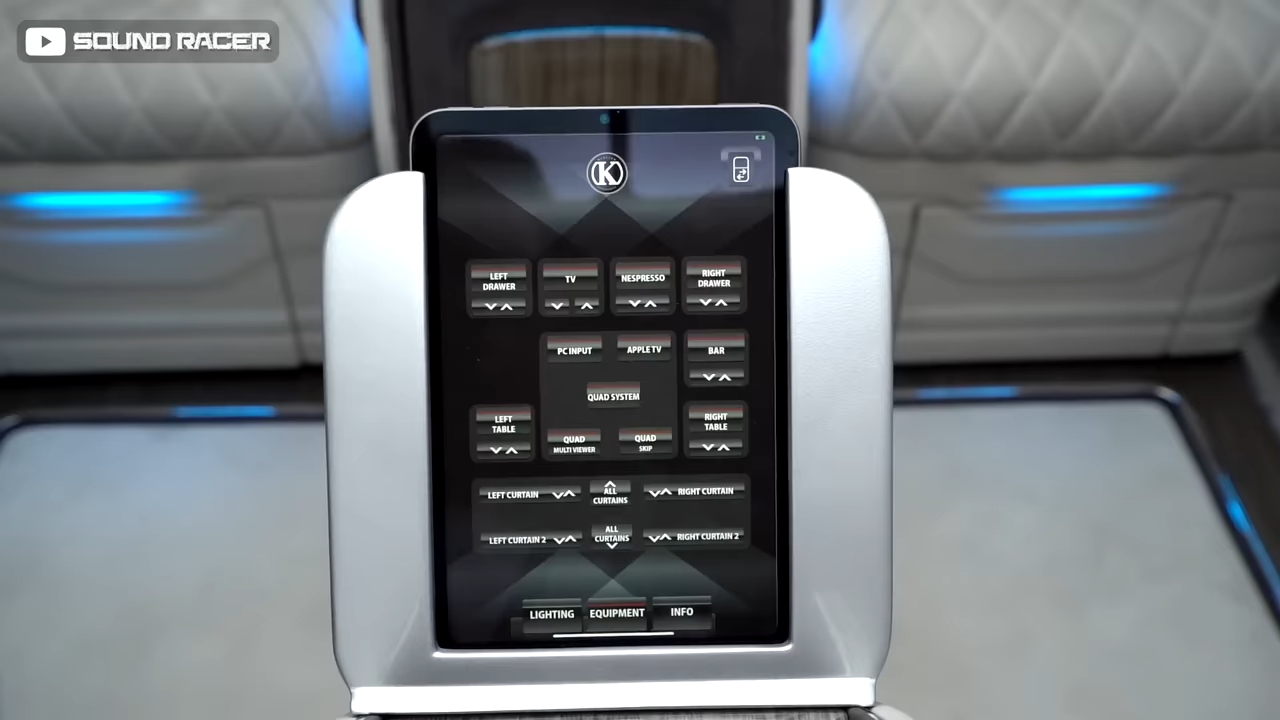 SOUND RACER
K
LEFT
DRAWER
TV
NESPRESSO
RIGHT
DRAWER
PC INPUT
APPLE TV
BAR
QUAD SYSTEM
LEFT
TABLE
QUAD
MULTI VIEWER
QUAD
SKIP
RIGHT
TABLE
LEFT CURTAIN
ALL
CURTAINS
RIGHT CURTAIN
LEFT CURTAIN 2
ALL
CURTAINS
RIGHT CURTAIN 2
LIGHTING
EQUIPMENT
INFO